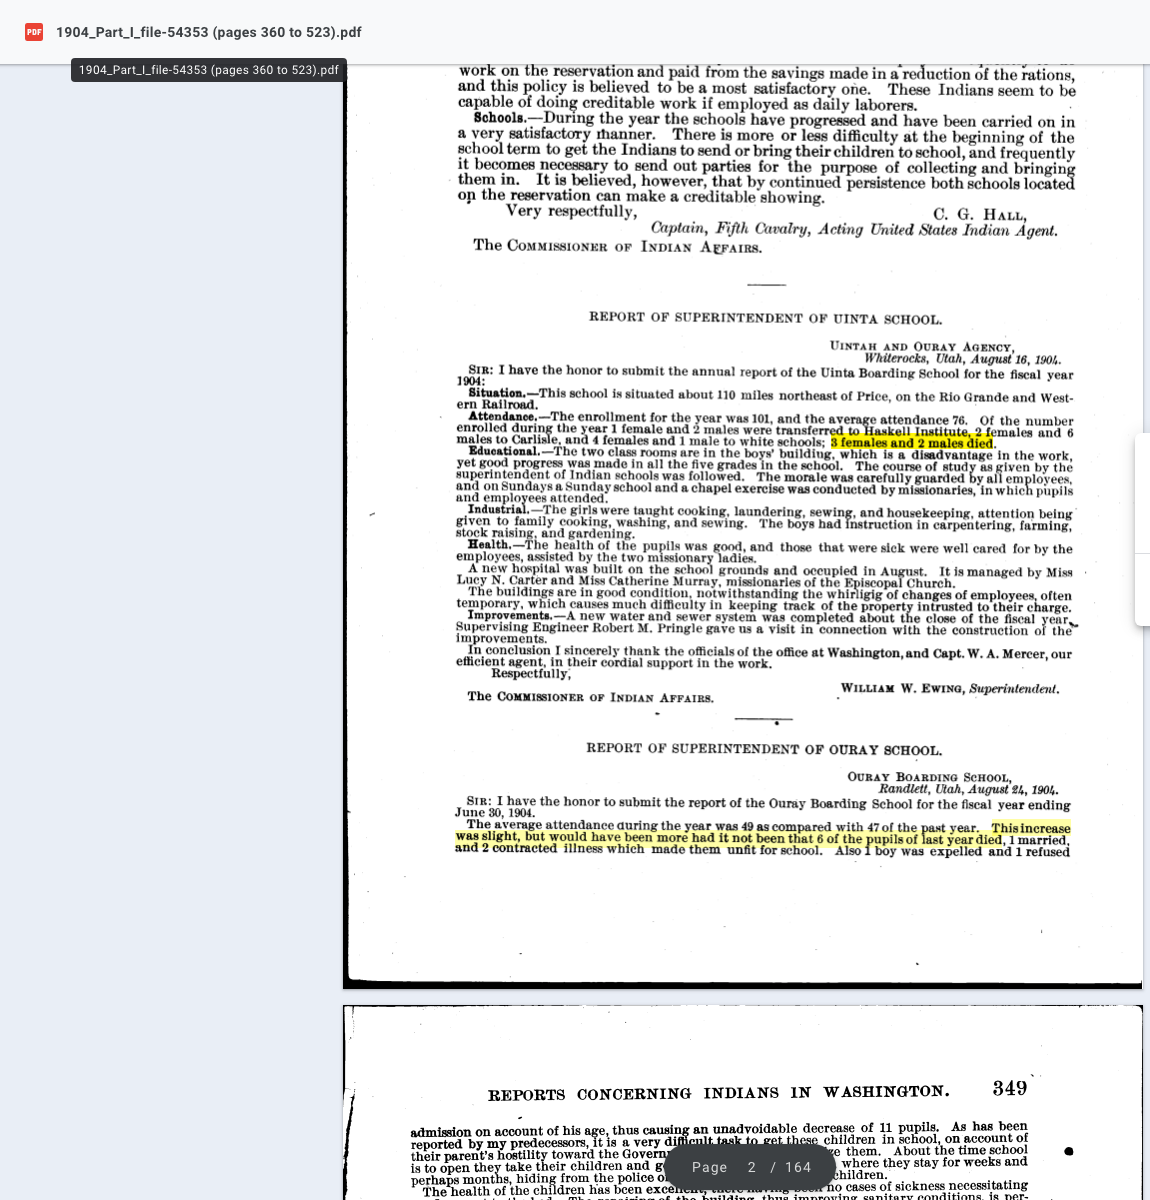 1904_Part_I_file-54353 (pages 360 to 523).pdf
1904_Part_I_file-54353 (pages 360 to 523).pdf
work on the reservation and paid from the savings made in a reduction of the rations,
and this policy is believed to be a most satisfactory one. These Indians seem to be
capable of doing creditable work if employed as daily laborers.
Schools.—During the year the schools have progressed and have been carried on in
a very satisfactory manner. There is more or less difficulty at the beginning of the
school term to get the Indians to send or bring their children to school, and frequently
it becomes necessary to send out parties for the purpose of collecting and bringing
them in. It is believed, however, that by continued persistence both schools located
on the reservation can make a creditable showing.
Very respectfully,
C. G. HALL,
Captain, Fifth Cavalry, Acting United States Indian Agent.
The COMMISSIONER OF INDIAN AFFAIRS.
REPORT OF SUPERINTENDENT OF UINTA SCHOOL.
UINTAH AND OURAY AGENCY,
Whiterocks, Utah, August 16, 1904.
SIR: I have the honor to submit the annual report of the Uinta Boarding School for the fiscal year
1904:
Situation.—This school is situated about 110 miles northeast of Price, on the Rio Grande and West-
ern Railroad.
Attendance.—The enrollment for the year was 101, and the average attendance 76. Of the number
enrolled during the year 1 female and 2 males were transferred to Haskell Institute, 2 females and 6
males to Carlisle, and 4 females and 1 male to white schools; 3 females and 2 males died.
Educational.—The two class rooms are in the boys' building, which is a disadvantage in the work,
yet good progress was made in all the five grades in the school. The course of study as given by the
superintendent of Indian schools was followed. The morale was carefully guarded by all employees,
and on Sundays a Sunday school and a chapel exercise was conducted by missionaries, in which pupils
and employees attended.
Industrial.—The girls were taught cooking, laundering, sewing, and housekeeping, attention being
given to family cooking, washing, and sewing. The boys had instruction in carpentering, farming,
stock raising, and gardening.
Health.—The health of the pupils was good, and those that were sick were well cared for by the
employees, assisted by the two missionary ladies.
A new hospital was built on the school grounds and occupied in August. It is managed by Miss
Lucy N. Carter and Miss Catherine Murray, missionaries of the Episcopal Church.
The buildings are in good condition, notwithstanding the whirligig of changes of employees, often
temporary, which causes much difficulty in keeping track of the property intrusted to their charge.
Improvements.—A new water and sewer system was completed about the close of the fiscal year.
Supervising Engineer Robert M. Pringle gave us a visit in connection with the construction of the
improvements.
In conclusion I sincerely thank the officials of the office at Washington, and Capt. W. A. Mercer, our
efficient agent, in their cordial support in the work.
Respectfully,
WILLIAM W. EWING, Superintendent.
The COMMISSIONER OF INDIAN AFFAIRS.
REPORT OF SUPERINTENDENT OF OURAY SCHOOL.
OURAY BOARDING SCHOOL,
Randlett, Utah, August 24, 1904.
SIR: I have the honor to submit the report of the Ouray Boarding School for the fiscal year ending
June 30, 1904.
The average attendance during the year was 49 as compared with 47 of the past year. This increase
was slight, but would have been more had it not been that 6 of the pupils of last year died, 1 married,
and 2 contracted illness which made them unfit for school. Also 1 boy was expelled and 1 refused
REPORTS CONCERNING INDIANS IN WASHINGTON. 349
admission on account of his age, thus causing an unadvoidable decrease of 11 pupils. As has been
reported by my predecessors, it is a very difficult task to get these children in school, on account of
their parent's hostility toward the Govern them. About the time school
is to open they take their children and where they stay for weeks and
perhaps months, hiding from the police children.
The health of the children has been no cases of sickness necessitating
Page 2 / 164